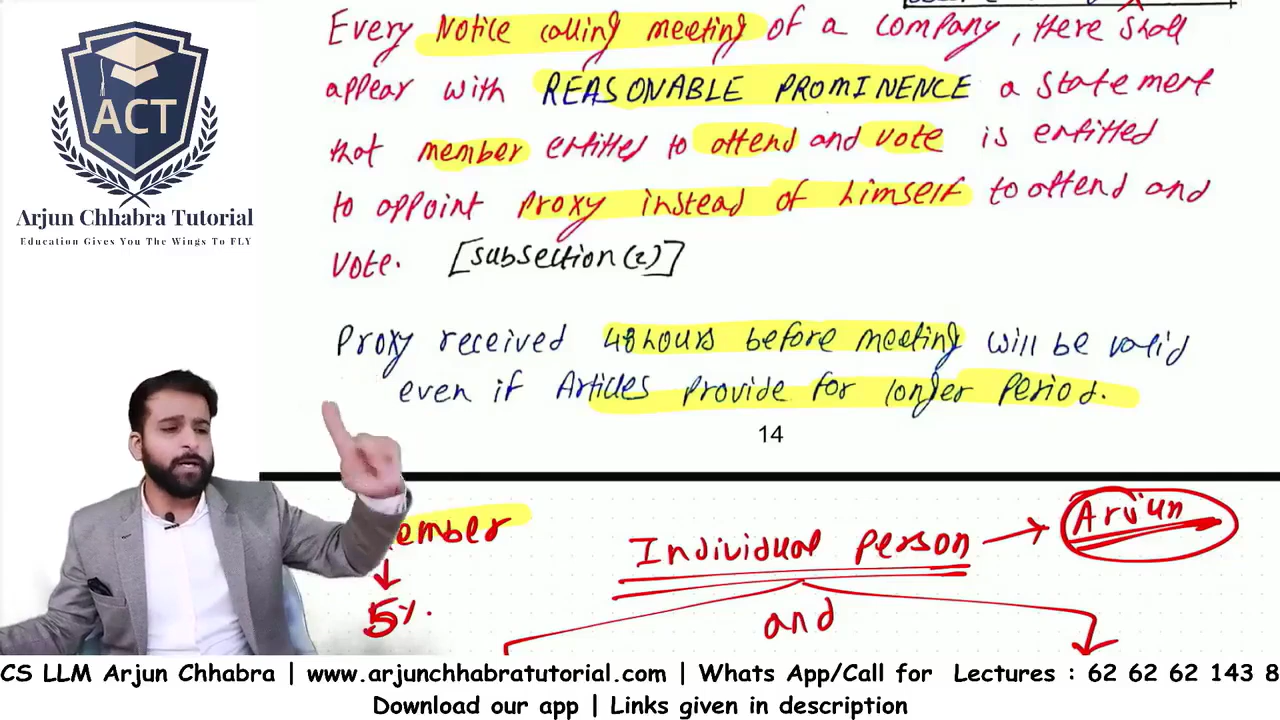 ACT
Arjun Chhabra Tutorial
Education Gives You The Wings To FLY
Every Notice calling meeting of a company, there shall
appear with REASONABLE PROMINENCE a statement
that member entitled to attend and vote is entitled
to appoint proxy instead of himself to attend and
vote. [subsection(2)]
Proxy received 48 hours before meeting will be valid
even if Articles provide for longer period.
14
ember
5%.
Individual person → Arjun
and
CS LLM Arjun Chhabra | www.arjunchhabratutorial.com | Whats App/Call for Lectures : 62 62 62 143 8
Download our app | Links given in description